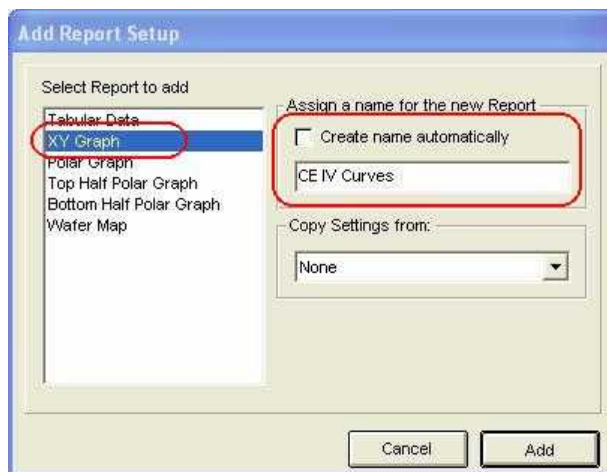 Add Report Setup
Select Report to add
Tabular Data
XY Graph
Polar Graph
Top Half Polar Graph
Bottom Half Polar Graph
Wafer Map
Assign a name for the new Report
Create name automatically
CE IV Curves
Copy Settings from:
None
Cancel
Add